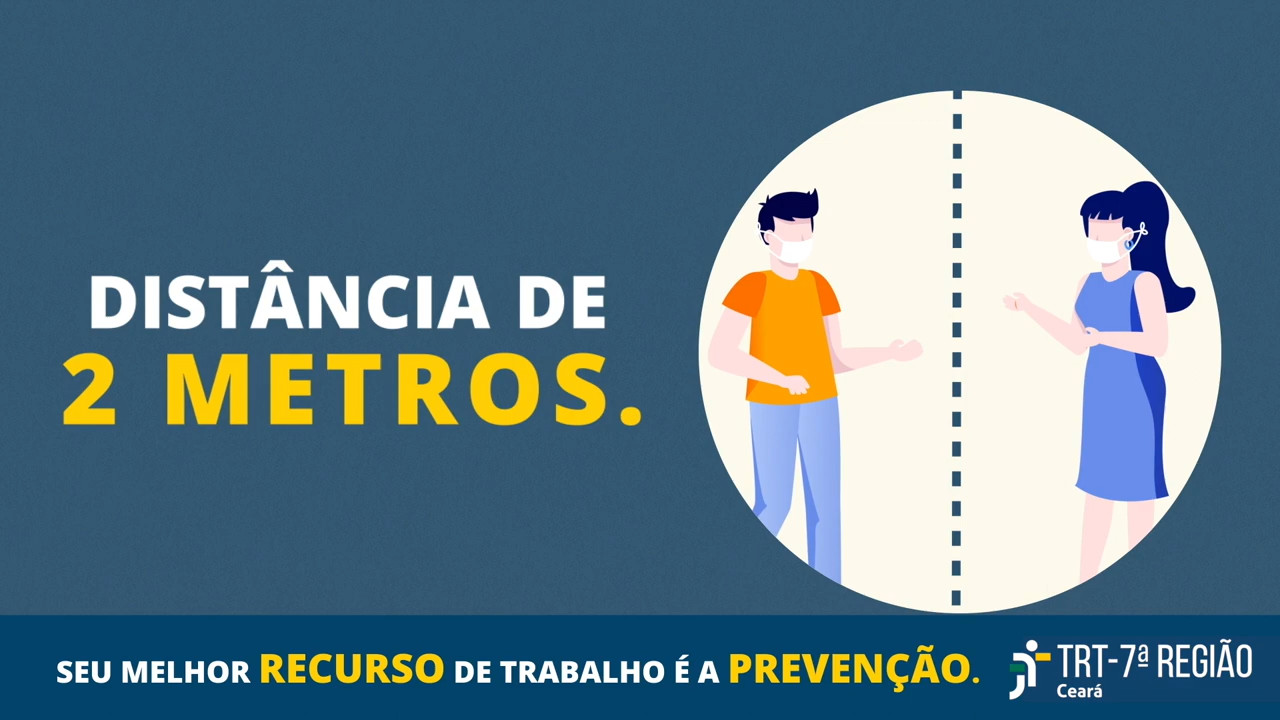 DISTÂNCIA DE
2 METROS.
SEU MELHOR RECURSO DE TRABALHO É A PREVENÇÃO.
TRT-7ª REGIÃO
Ceará